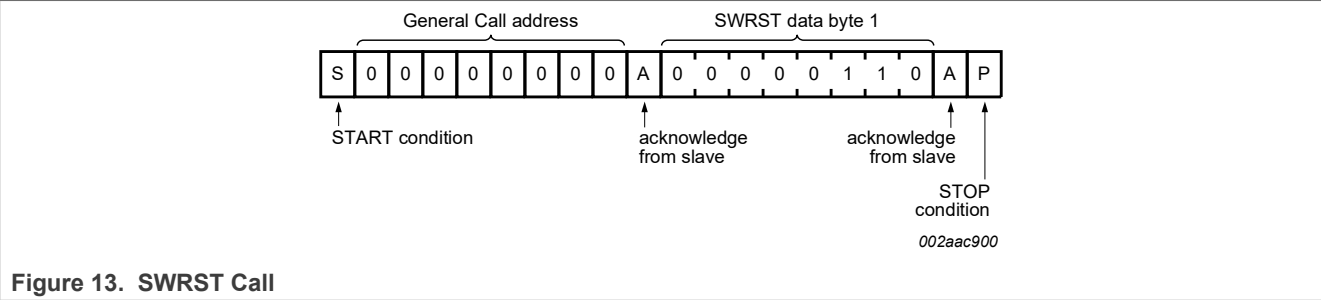 General Call address SWRST data byte 1
S 0 0 0 0 0 0 0 0 A 0 0 0 0 0 1 1 0 A P
START condition acknowledge acknowledge
from slave from slave
STOP
condition
002aac900
Figure 13. SWRST Call